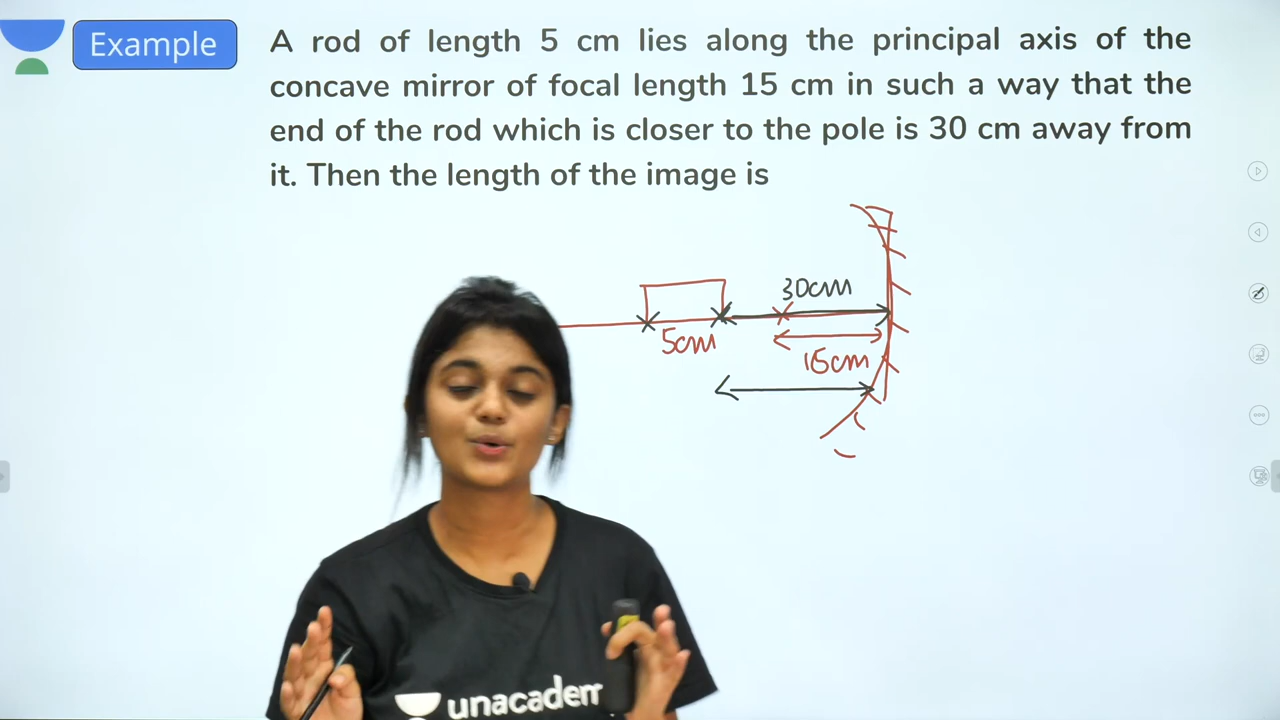 Example
A rod of length 5 cm lies along the principal axis of the
concave mirror of focal length 15 cm in such a way that the
end of the rod which is closer to the pole is 30 cm away from
it. Then the length of the image is
30cm
5cm
15cm
unacadem